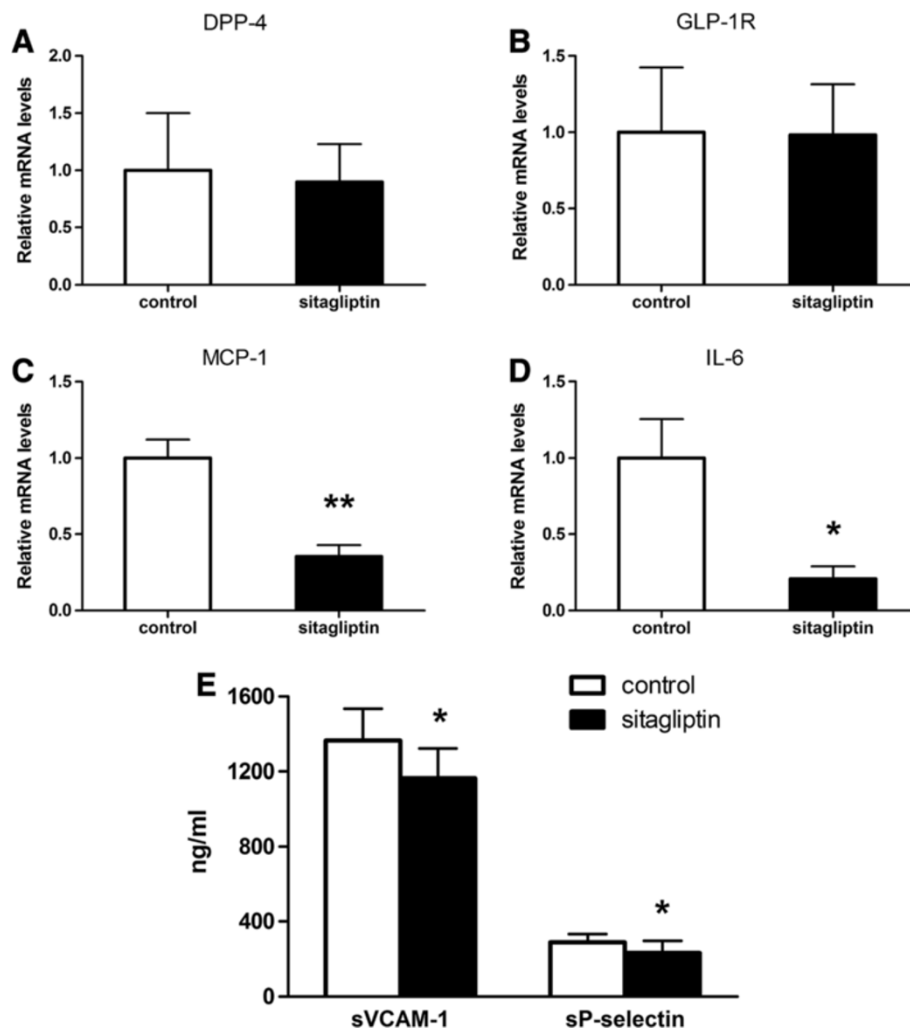 A
DPP-4
Relative mRNA levels
2.0
1.5
1.0
0.5
0.0
control
sitagliptin
B
GLP-1R
Relative mRNA levels
1.5
1.0
0.5
0.0
control
sitagliptin
C
MCP-1
Relative mRNA levels
1.5
1.0
0.5
0.0
**
control
sitagliptin
D
IL-6
Relative mRNA levels
1.5
1.0
0.5
0.0
*
control
sitagliptin
E
control
sitagliptin
ng/ml
1600
1200
800
400
0
*
*
sVCAM-1
sP-selectin